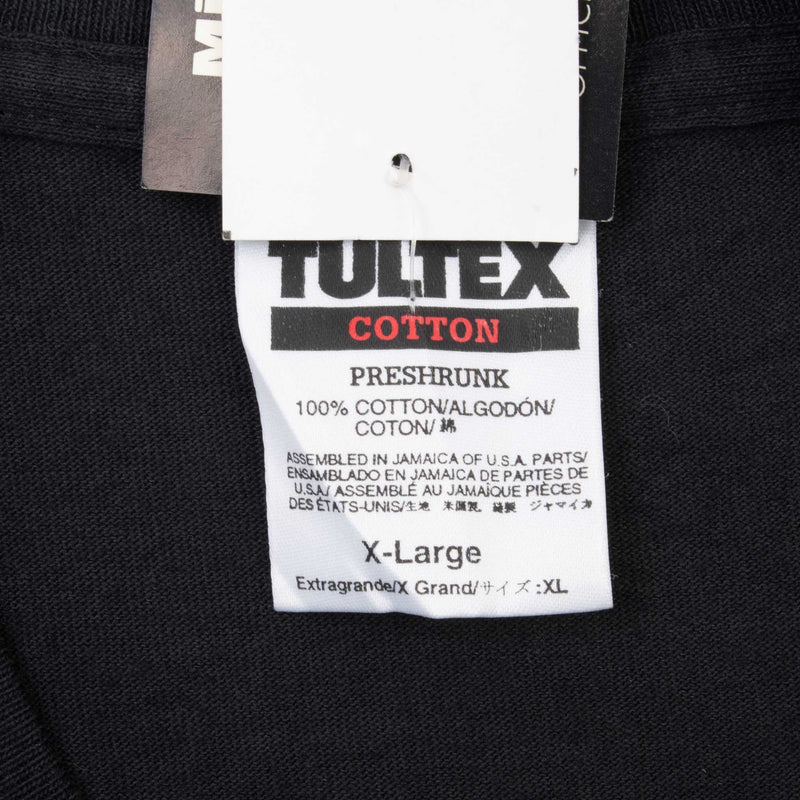 TULTEX
COTTON
PRESHRUNK
100% COTTON/ALGODÓN/
COTON/綿
ASSEMBLED IN JAMAICA OF U.S.A. PARTS/
ENSAMBLADO EN JAMAICA DE PARTES DE
U.S.A./ ASSEMBLÉ AU JAMAÏQUE PIÈCES
DES ÉTATS-UNIS/生地 米国製, 縫製 ジャマイカ
X-Large
Extragrande/X Grand/サイズ :XL